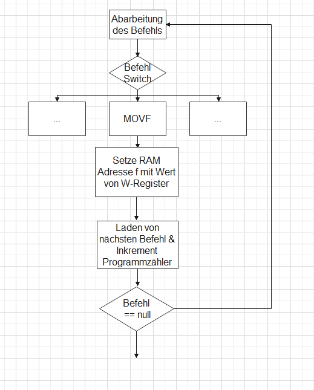 Abarbeitung
des Befehls
Befehl
Switch
...
MOVF
...
Setze RAM
Adresse f mit Wert
von W-Register
Laden von
nächsten Befehl &
Inkrement
Programmzähler
Befehl
== null